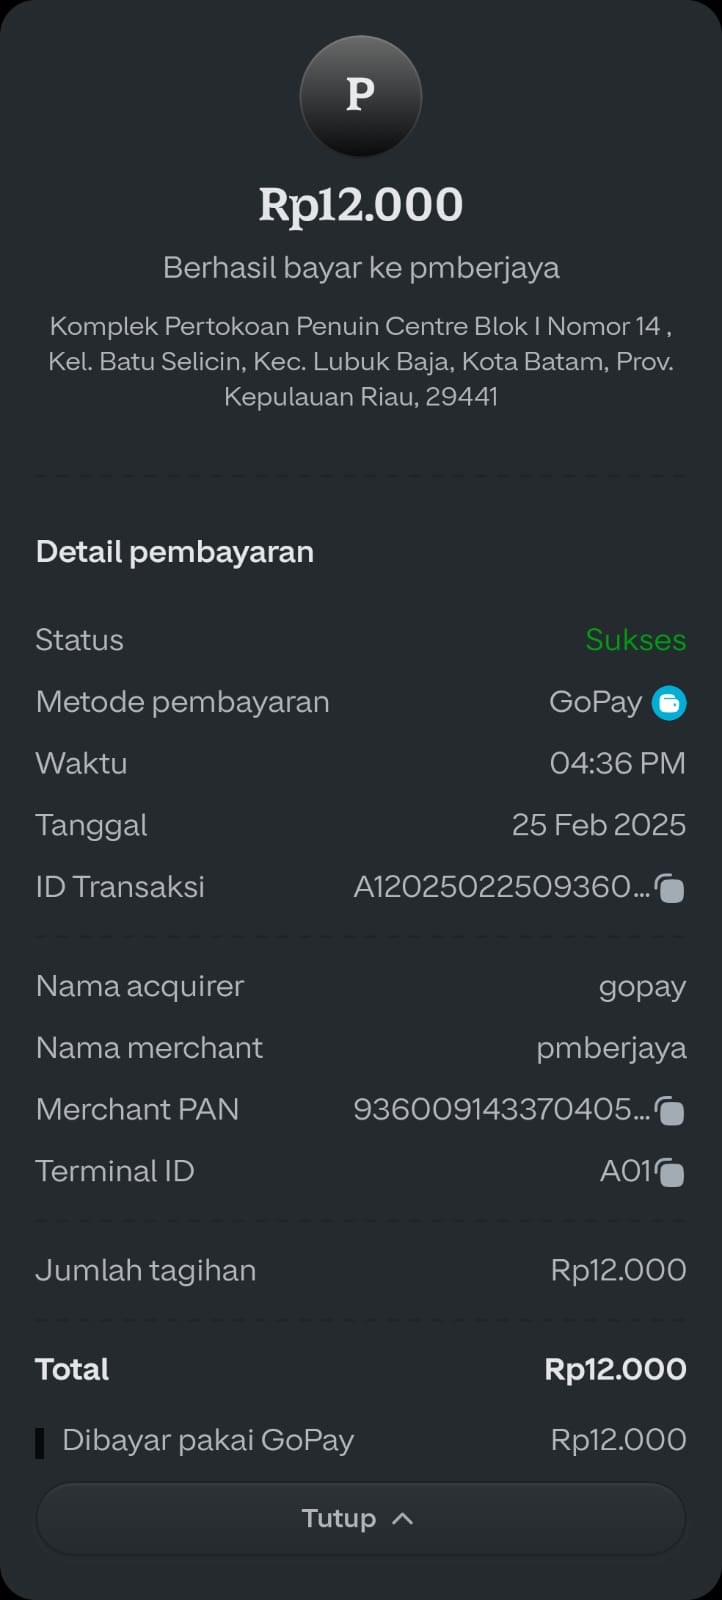 P
Rp12.000
Berhasil bayar ke pmberjaya
Komplek Pertokoan Penuin Centre Blok I Nomor 14 ,
Kel. Batu Selicin, Kec. Lubuk Baja, Kota Batam, Prov.
Kepulauan Riau, 29441
Detail pembayaran
Status Sukses
Metode pembayaran GoPay
Waktu 04:36 PM
Tanggal 25 Feb 2025
ID Transaksi A12025022509360...
Nama acquirer gopay
Nama merchant pmberjaya
Merchant PAN 936009143370405...
Terminal ID A01
Jumlah tagihan Rp12.000
Total Rp12.000
Dibayar pakai GoPay Rp12.000
Tutup